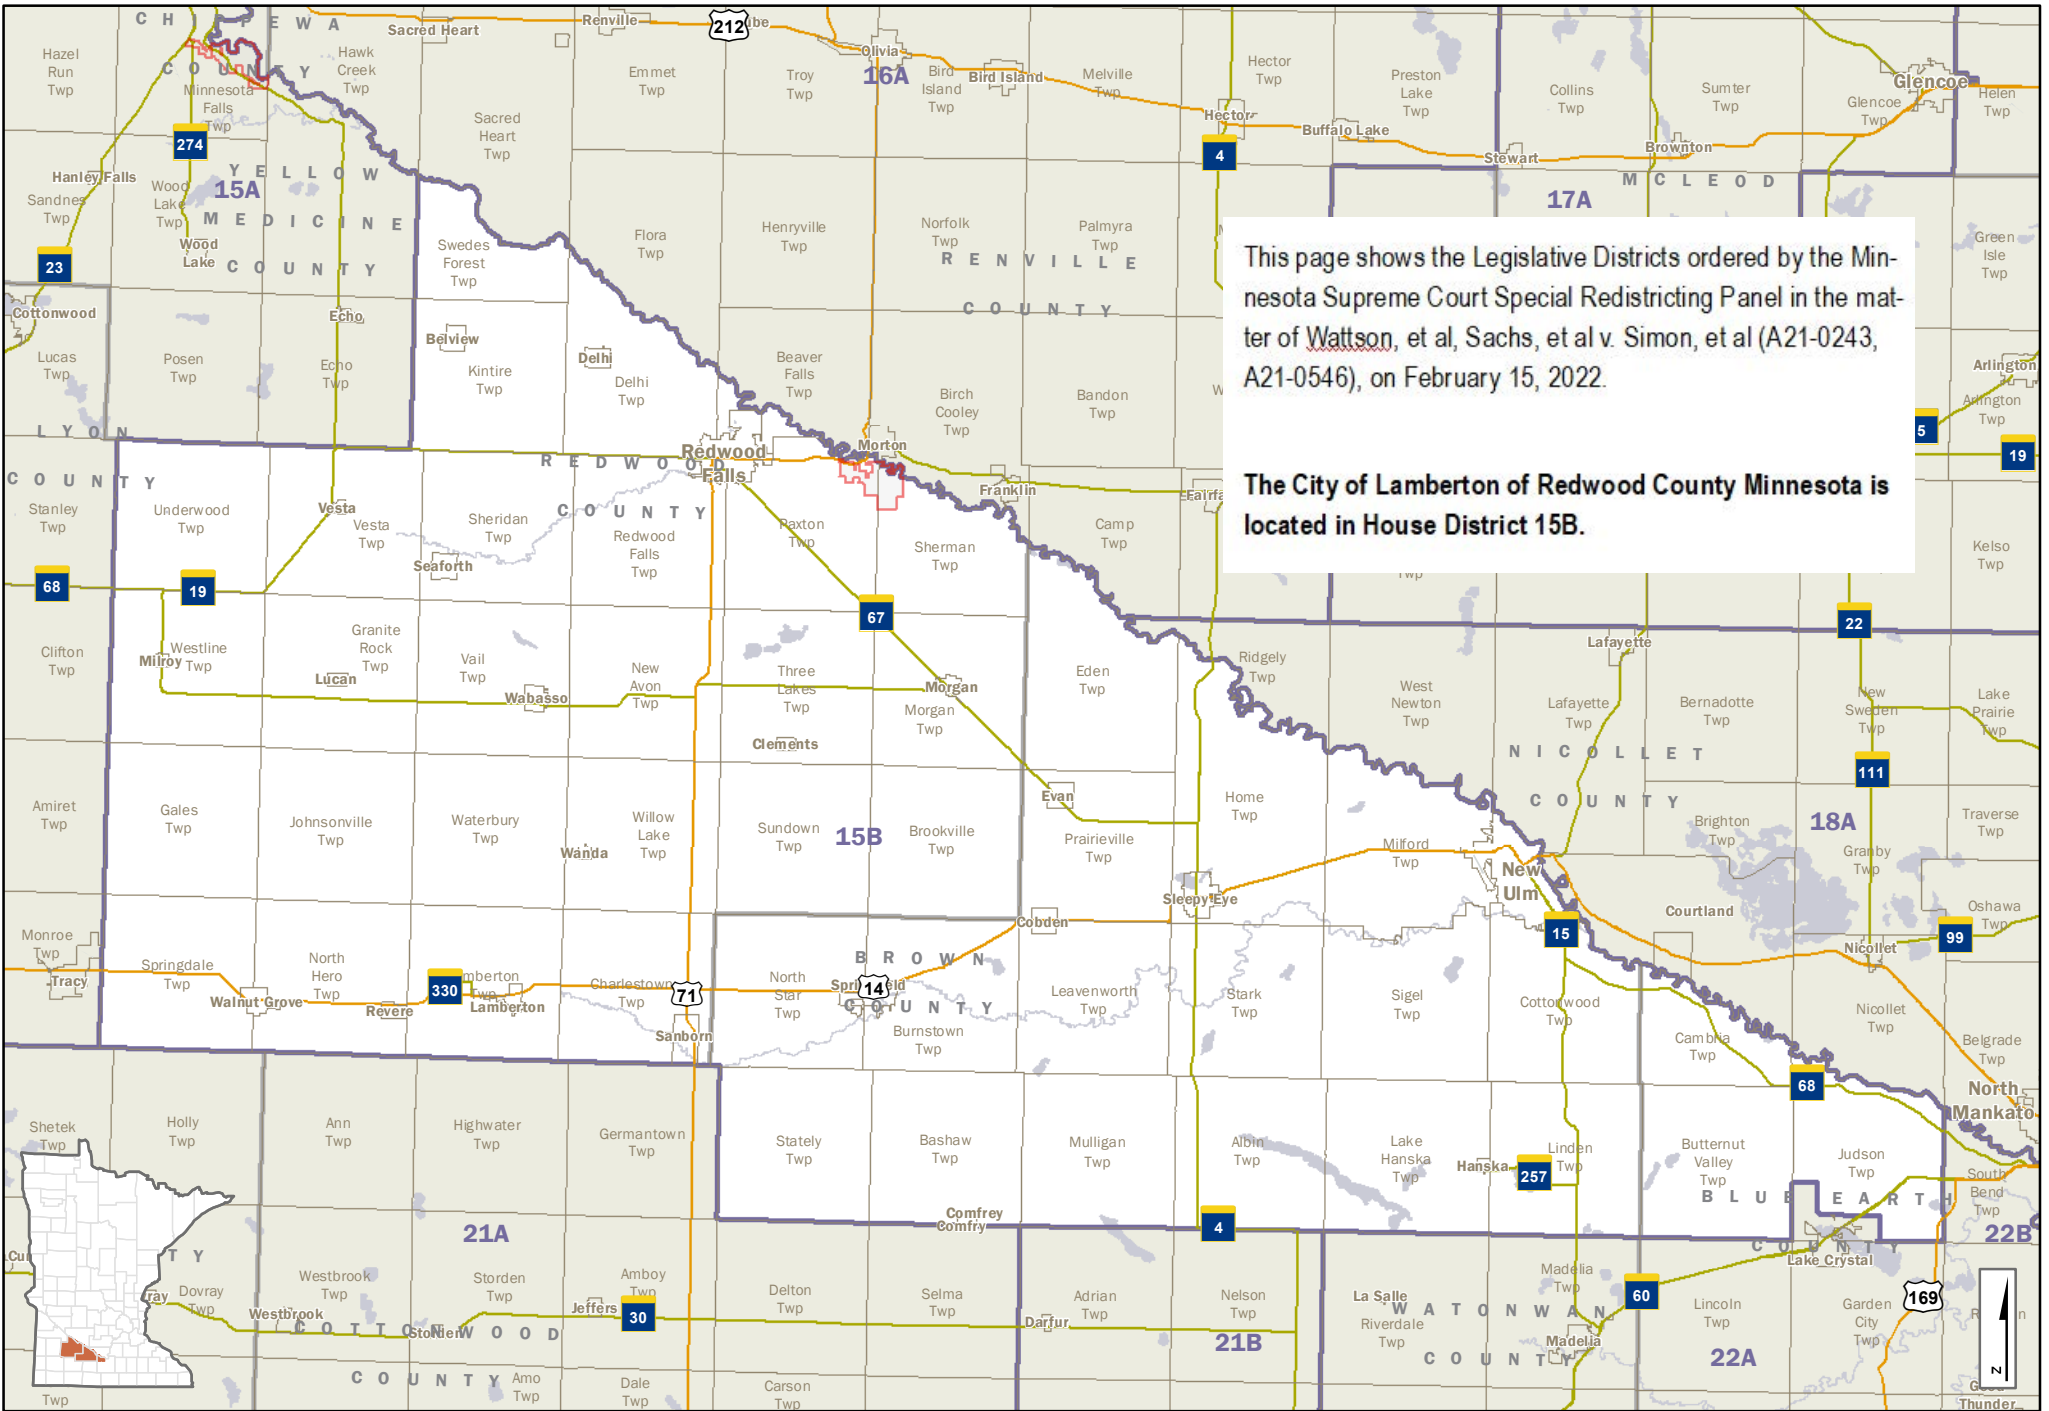 C H I P P E W A
C O U N T Y
Hazel
Run
Twp
Hawk
Creek
Twp
Minnesota
Falls
Twp
Sacred Heart
Renville
212
Olivia
16A
Bird
Island
Twp
Bird Island
Melville
Twp
Hector
Twp
Preston
Lake
Twp
Collins
Twp
Sumter
Twp
Glencoe
Glencoe
Twp
Helen
Twp
Emmet
Twp
Troy
Twp
Sacred
Heart
Twp
Hector
Buffalo Lake
Stewart
Brownton
274
4
Hanley Falls
Sandnes
Twp
Wood
Lake
Twp
15A
Y E L L O W
M E D I C I N E
C O U N T Y
Wood
Lake
23
Swedes
Forest
Twp
Flora
Twp
Henryville
Twp
Norfolk
Twp
Palmyra
Twp
R E N V I L L E
C O U N T Y
17A
M C L E O D
Green
Isle
Twp
This page shows the Legislative Districts ordered by the Min-
nesota Supreme Court Special Redistricting Panel in the mat-
ter of Wattson, et al, Sachs, et al v. Simon, et al (A21-0243,
A21-0546), on February 15, 2022.
The City of Lamberton of Redwood County Minnesota is
located in House District 15B.
Cottonwood
Lucas
Twp
Posen
Twp
Echo
Echo
Twp
Belview
Kintire
Twp
Delhi
Delhi
Twp
Beaver
Falls
Twp
Birch
Cooley
Twp
Bandon
Twp
Arlington
Arlington
Twp
5
19
L Y O N
C O U N T Y
Redwood
Falls
R E D W O O D
C O U N T Y
Morton
Franklin
Stanley
Twp
Underwood
Twp
Vesta
Vesta
Twp
Sheridan
Twp
Seaforth
Redwood
Falls
Twp
Paxton
Twp
Sherman
Twp
Camp
Twp
Kelso
Twp
Twp
68
19
67
22
Clifton
Twp
Milroy
Westline
Twp
Granite
Rock
Twp
Lucan
Vail
Twp
Wabasso
New
Avon
Twp
Three
Lakes
Twp
Morgan
Morgan
Twp
Clements
Eden
Twp
Ridgely
Twp
West
Newton
Twp
Lafayette
Lafayette
Twp
Bernadotte
Twp
New
Sweden
Twp
Lake
Prairie
Twp
N I C O L L E T
C O U N T Y
111
Amiret
Twp
Gales
Twp
Johnsonville
Twp
Waterbury
Twp
Wanda
Willow
Lake
Twp
Sundown
Twp
15B
Brookville
Twp
Evan
Prairieville
Twp
Home
Twp
Milford
Twp
New
Ulm
Brighton
Twp
18A
Granby
Twp
Traverse
Twp
Sleepy Eye
Cobden
15
Courtland
Nicollet
99
Oshawa
Twp
Monroe
Twp
Tracy
Springdale
Twp
Walnut Grove
North
Hero
Twp
Revere
330
Lamberton
Charlestown
Twp
71
Sanborn
North
Star
Twp
14
B R O W N
C O U N T Y
Burnstown
Twp
Leavenworth
Twp
Stark
Twp
Sigel
Twp
Cottonwood
Twp
Cambria
Twp
Nicollet
Twp
Belgrade
Twp
68
North
Mankato
Shetek
Twp
Holly
Twp
Ann
Twp
Highwater
Twp
Germantown
Twp
Stately
Twp
Bashaw
Twp
Mulligan
Twp
Albin
Twp
Lake
Hanska
Twp
Hanska
257
Linden
Twp
Butternut
Valley
Twp
Judson
Twp
South
Bend
Twp
B L U E E A R T H
C O U N T Y
22B
Comfrey
Comfry
4
21A
Lake Crystal
T Y
Dovray
Twp
Westbrook
Twp
Westbrook
Storden
Twp
Storden
Amboy
Twp
Jeffers
30
Delton
Twp
Selma
Twp
Darfur
Adrian
Twp
Nelson
Twp
21B
La Salle
Riverdale
Twp
W A T O N W A N
C O U N T Y
Madelia
Twp
Madelia
60
22A
Lincoln
Twp
Garden
City
Twp
169
C O T T O N W O O D
C O U N T Y
Twp
Amo
Twp
Dale
Twp
Carson
Twp
Thunder
N